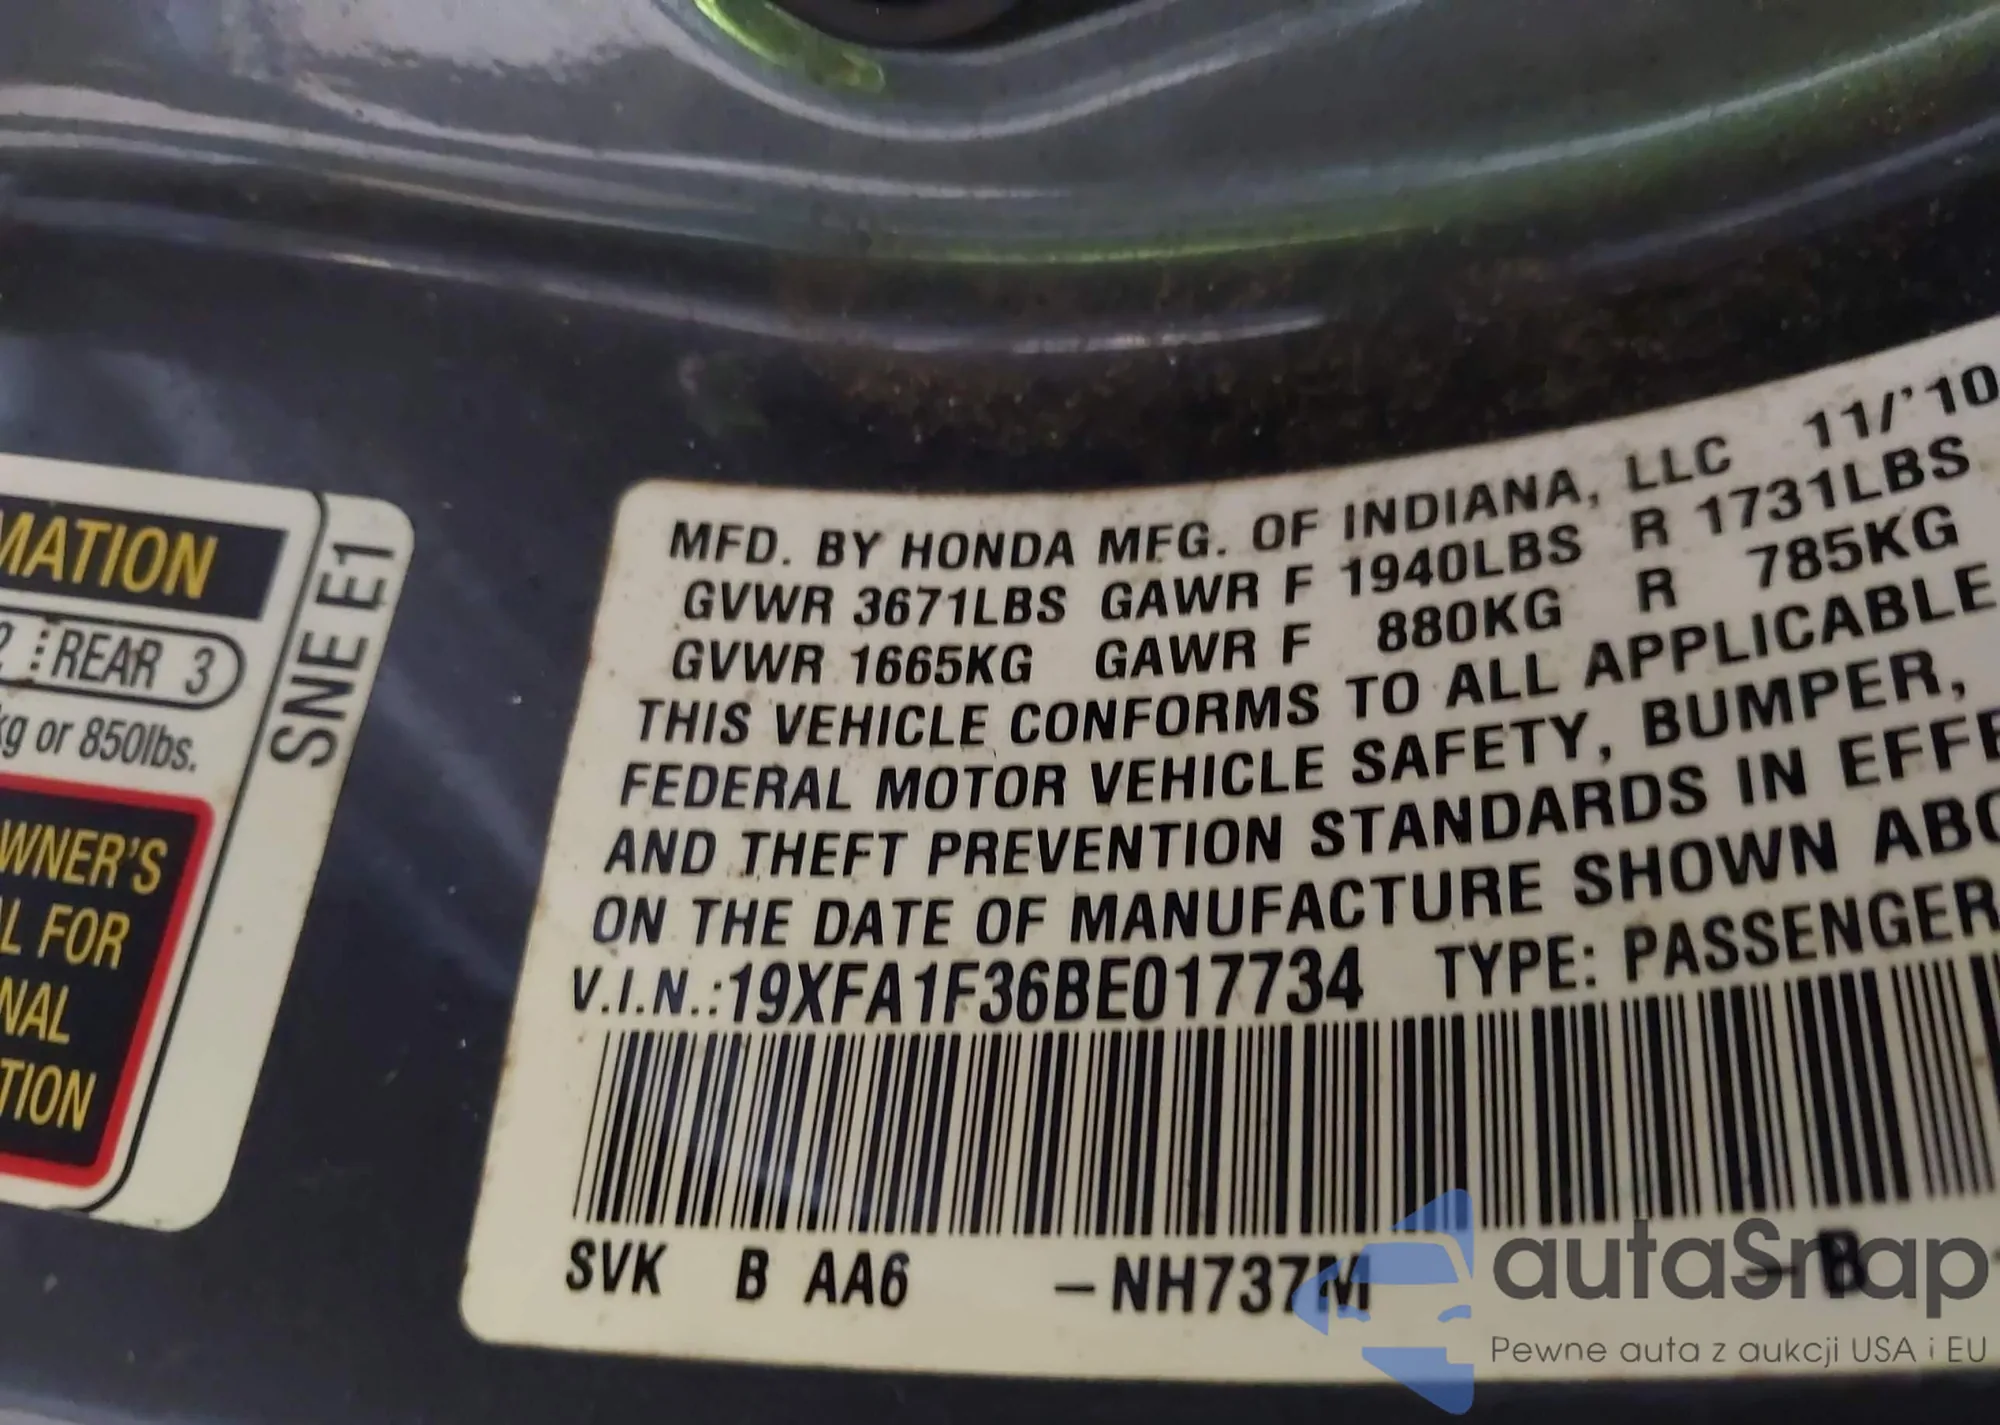 MATION
2 REAR 3
kg or 850lbs.
WNER'S
L FOR
NAL
TION
SNE E1
MFD. BY HONDA MFG. OF INDIANA, LLC 11/'10
GVWR 3671LBS GAWR F 1940LBS R 1731LBS
GVWR 1665KG GAWR F 880KG R 785KG
THIS VEHICLE CONFORMS TO ALL APPLICABLE
FEDERAL MOTOR VEHICLE SAFETY, BUMPER,
AND THEFT PREVENTION STANDARDS IN EFFE
ON THE DATE OF MANUFACTURE SHOWN ABO
V.I.N.:19XFA1F36BE017734 TYPE: PASSENGER
SVK B AA6 –NH737M – B
autaSnap
Pewne auta z aukcji USA i EU